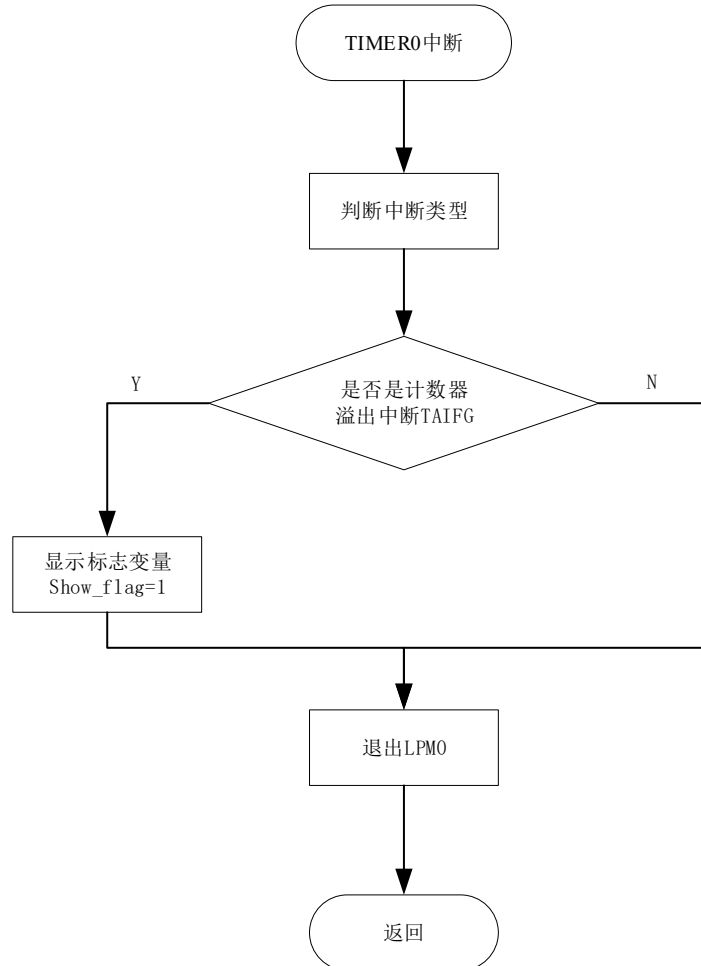 TIMER0中断
判断中断类型
是否是计数器
溢出中断TAIFG
Y
N
显示标志变量
Show_flag=1
退出LPM0
返回